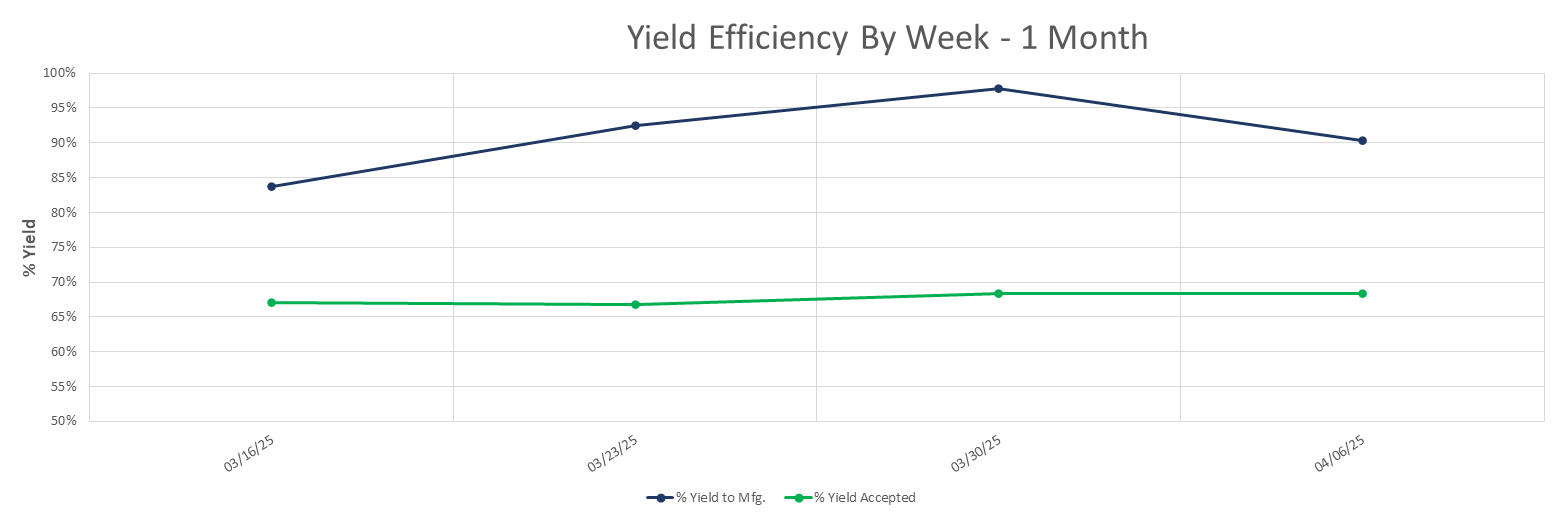 Yield Efficiency By Week - 1 Month
100%
95%
90%
85%
80%
75%
70%
65%
60%
55%
50%
% Yield
03/16/25 03/23/25 03/30/25 04/06/25
% Yield to Mfg. % Yield Accepted